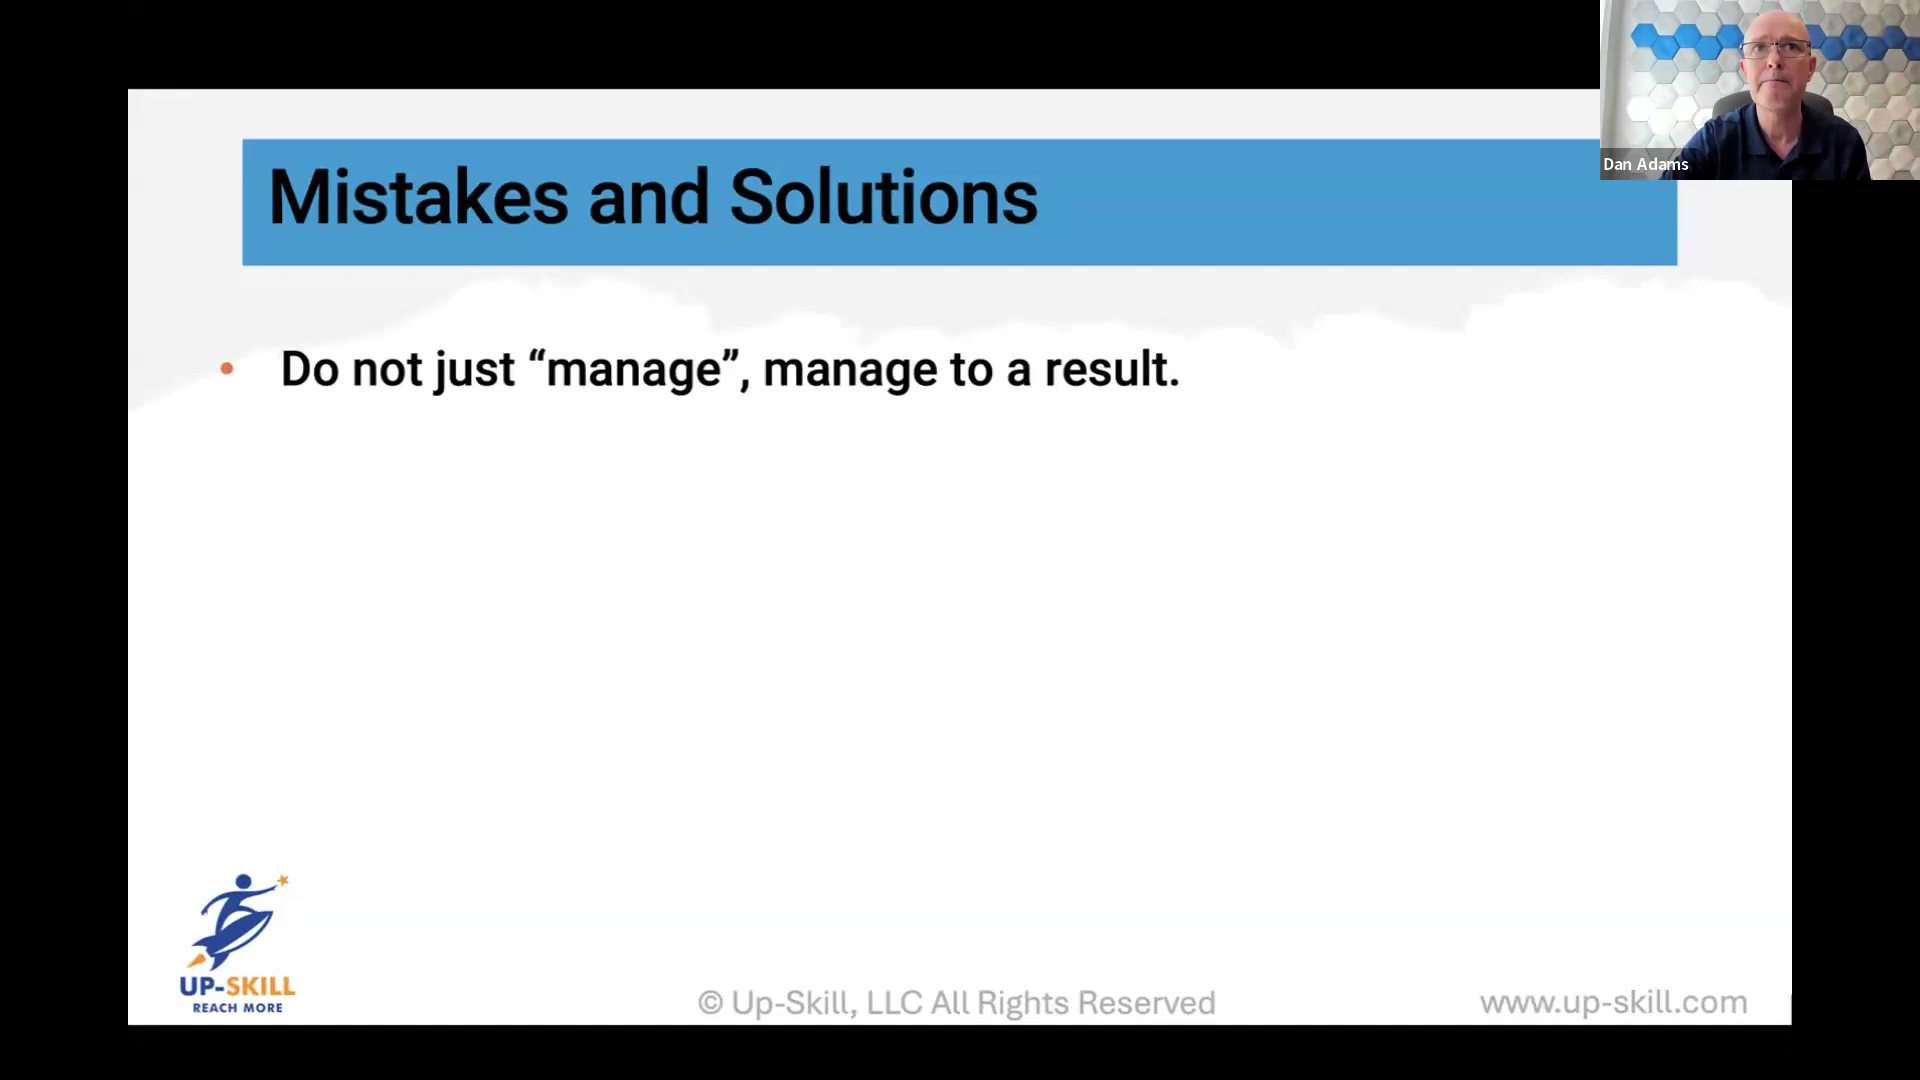 Dan Adams
Mistakes and Solutions
• Do not just “manage”, manage to a result.
UP-SKILL
REACH MORE
© Up-Skill, LLC All Rights Reserved
www.up-skill.com